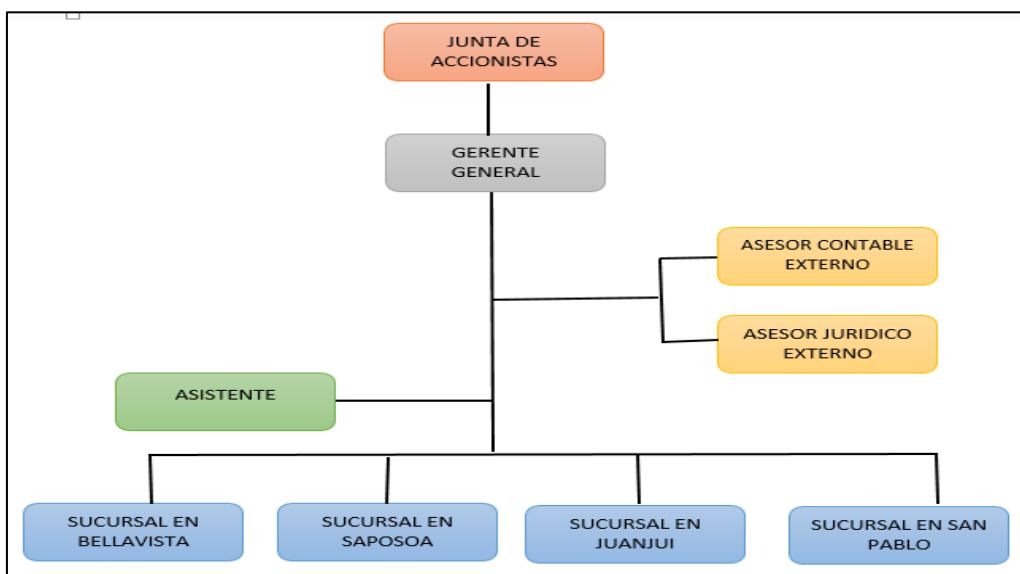 JUNTA DE
ACCIONISTAS
GERENTE
GENERAL
ASESOR CONTABLE
EXTERNO
ASESOR JURIDICO
EXTERNO
ASISTENTE
SUCURSAL EN
BELLAVISTA
SUCURSAL EN
SAPOSOA
SUCURSAL EN
JUANJUI
SUCURSAL EN SAN
PABLO